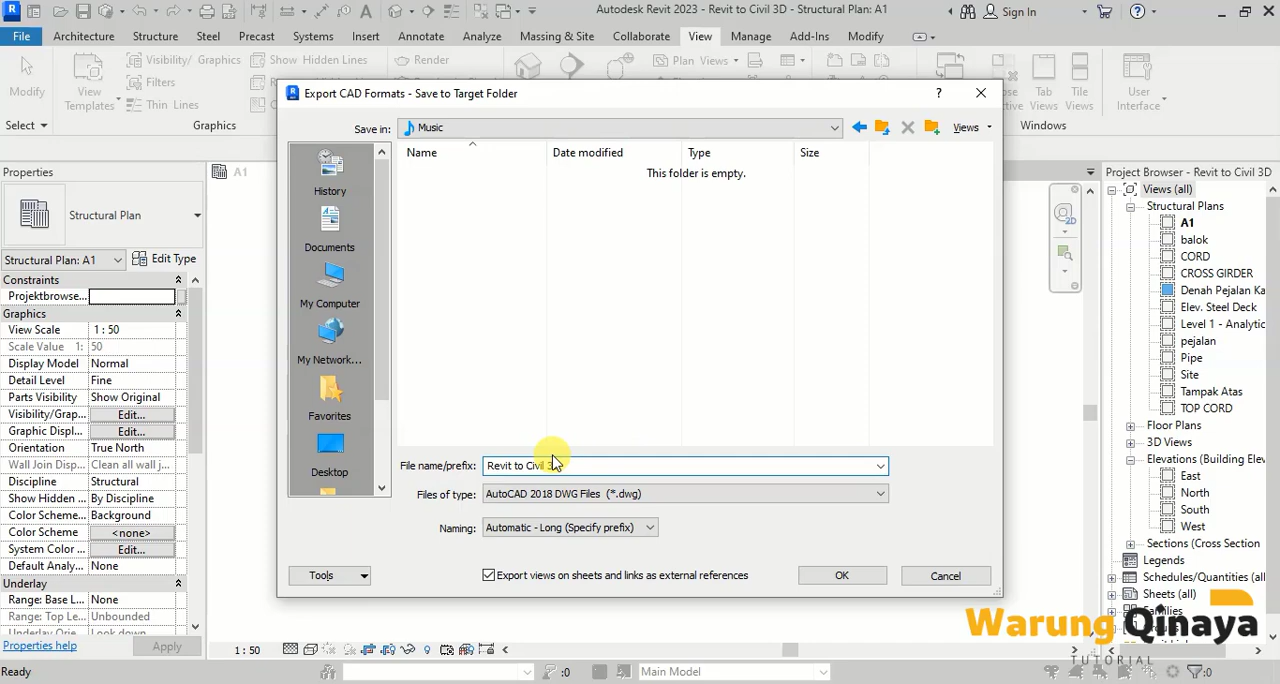 Autodesk Revit 2023 - Revit to Civil 3D - Structural Plan: A1
Sign In
File Architecture Structure Steel Precast Systems Insert Annotate Analyze Massing & Site Collaborate View Manage Add-Ins Modify
Modify
View
Templates
Visibility/ Graphics
Filters
Thin Lines
Show Hidden Lines
Render
Plan Views
Tab
Views
Tile
Views
User
Interface
Select
Graphics
Windows
Export CAD Formats - Save to Target Folder
?
Save in:
Music
Views
Name
Date modified
Type
Size
This folder is empty.
History
Documents
My Computer
My Network...
Favorites
Desktop
File name/prefix:
Revit to Civil 3
Files of type:
AutoCAD 2018 DWG Files (*.dwg)
Naming:
Automatic - Long (Specify prefix)
Tools
Export views on sheets and links as external references
OK
Cancel
Properties
Structural Plan
Structural Plan: A1
Edit Type
Constraints
Projektbrowse...
Graphics
View Scale 1 : 50
Scale Value 1: 50
Display Model Normal
Detail Level Fine
Parts Visibility Show Original
Visibility/Grap... Edit...
Graphic Displ... Edit...
Orientation True North
Wall Join Displ... Clean all wall j...
Discipline Structural
Show Hidden ... By Discipline
Color Scheme ... Background
Color Scheme <none>
System Color ... Edit...
Default Analy... None
Underlay
Range: Base L... None
Range: Top Le... Unbounded
Properties help
Apply
A1
2D
Project Browser - Revit to Civil 3D
Views (all)
Structural Plans
A1
balok
CORD
CROSS GIRDER
Denah Pejalan Ka
Elev. Steel Deck
Level 1 - Analytic
pejalan
Pipe
Site
Tampak Atas
TOP CORD
Floor Plans
3D Views
Elevations (Building Elev
East
North
South
West
Sections (Cross Section
Legends
Schedules/Quantities (all
Sheets (all)
Families
1 : 50
Ready
:0
Main Model
:0
Warung Qinaya
TUTORIAL